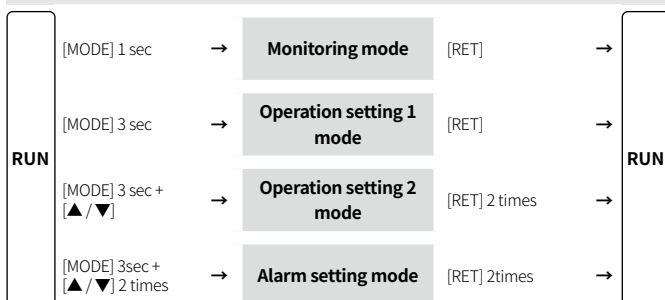 RUN
[MODE] 1 sec → Monitoring mode [RET] →
[MODE] 3 sec → Operation setting 1
mode [RET] →
[MODE] 3 sec +
[▲ / ▼] → Operation setting 2
mode [RET] 2 times →
[MODE] 3sec +
[▲ / ▼] 2 times → Alarm setting mode [RET] 2times →
RUN